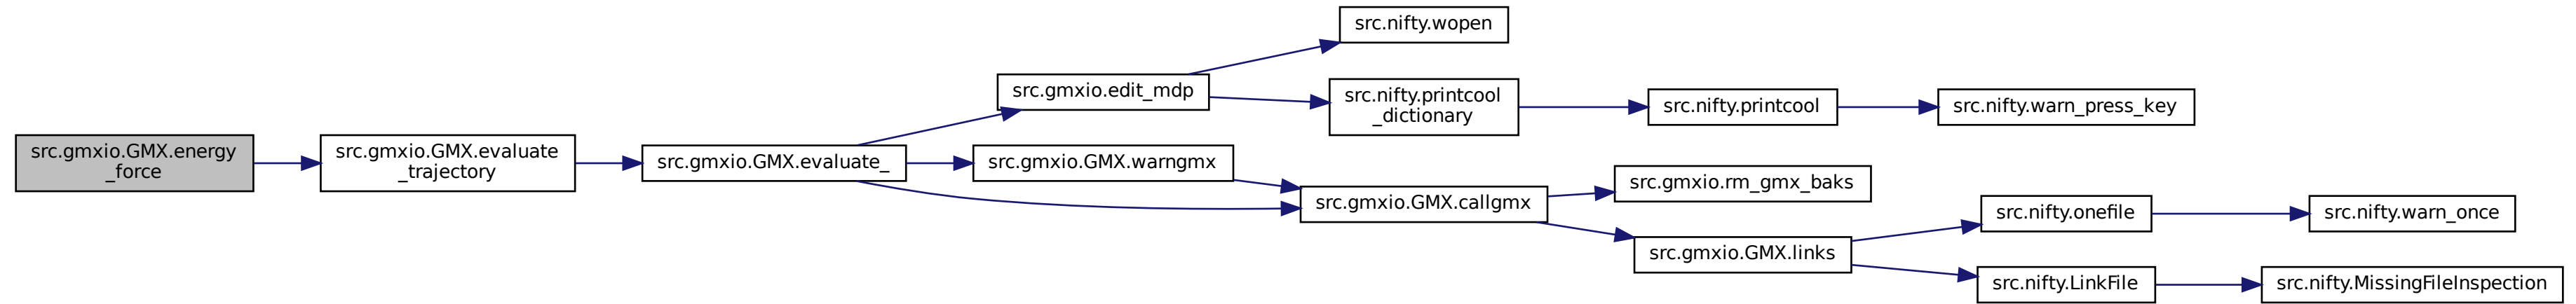 src.gmxio.GMX.energy
_force
src.gmxio.GMX.evaluate
_trajectory
src.gmxio.GMX.evaluate_
src.gmxio.edit_mdp
src.gmxio.GMX.warngmx
src.nifty.wopen
src.nifty.printcool
_dictionary
src.gmxio.GMX.callgmx
src.nifty.printcool
src.gmxio.rm_gmx_baks
src.gmxio.GMX.links
src.nifty.warn_press_key
src.nifty.onefile
src.nifty.LinkFile
src.nifty.warn_once
src.nifty.MissingFileInspection